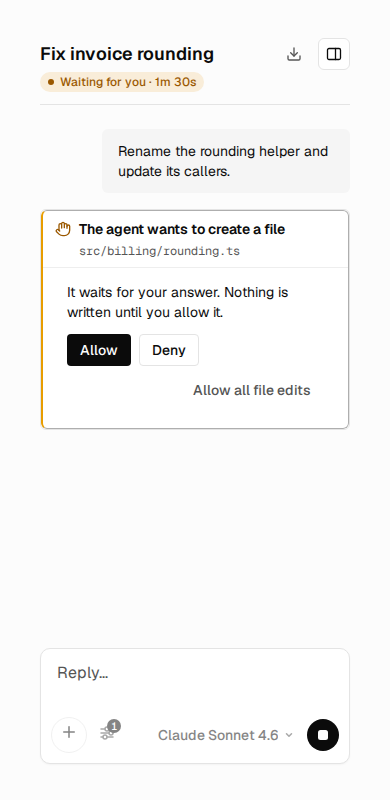 Fix invoice rounding
Waiting for you · 1m 30s
Rename the rounding helper and
update its callers.
The agent wants to create a file
src/billing/rounding.ts
It waits for your answer. Nothing is
written until you allow it.
Allow
Deny
Allow all file edits
Reply...
1
Claude Sonnet 4.6